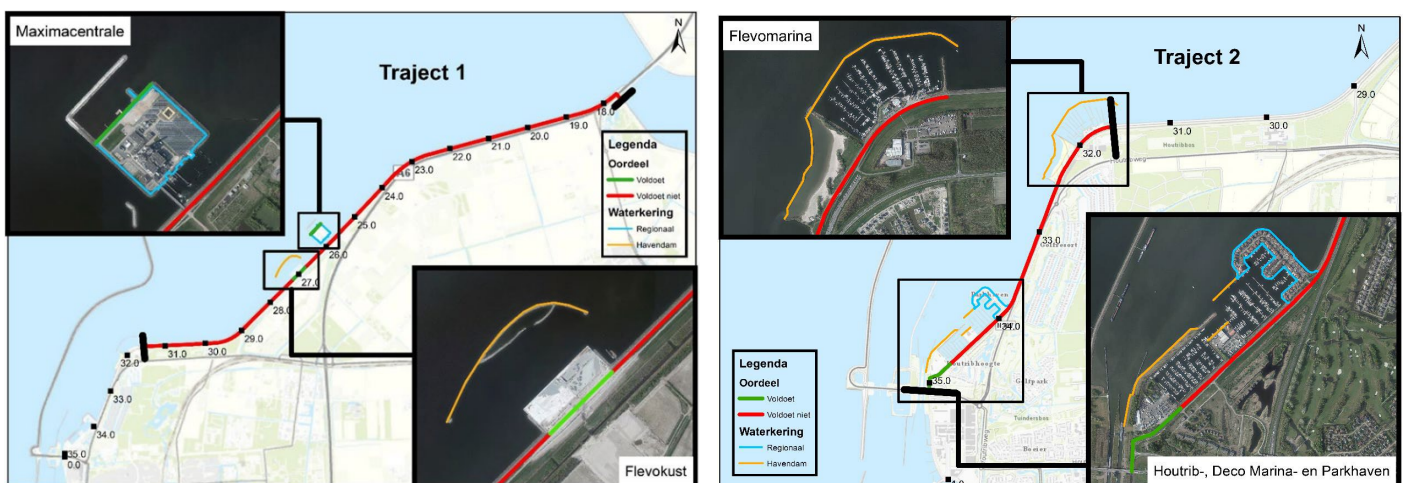 Maximacentrale
Traject 1
N
18.0
19.0
20.0
21.0
22.0
23.0
A6
24.0
25.0
26.0
27.0
28.0
29.0
30.0
31.0
32.0
33.0
34.0
35.0
0.0
Legenda
Oordeel
Voldoet
Voldoet niet
Waterkering
Regionaal
Havendam
Flevokust
Flevomarina
Traject 2
N
29.0
30.0
31.0
32.0
33.0
34.0
35.0
Houtribhoogte
Golfpark
Legenda
Oordeel
Voldoet
Voldoet niet
Waterkering
Regionaal
Havendam
Houtrib-, Deco Marina- en Parkhaven